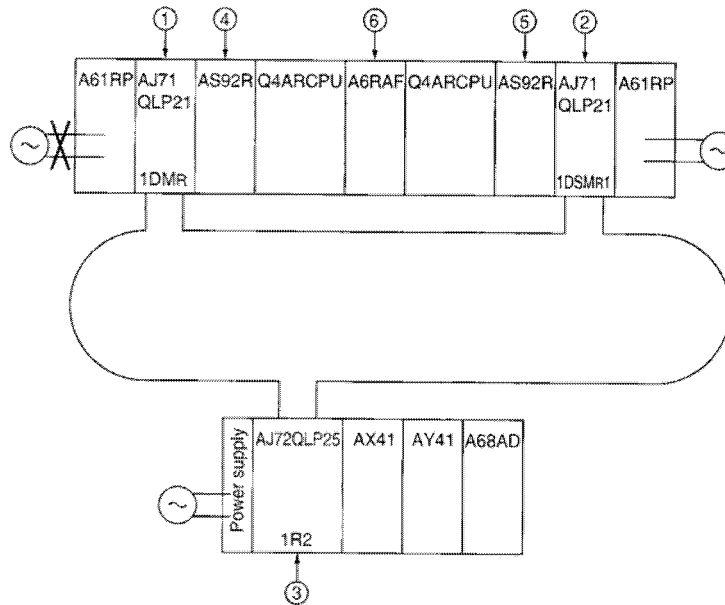 ① ④ ⑥ ⑤ ②
A61RP AJ71 QLP21 AS92R Q4ARCPU A6RAF Q4ARCPU AS92R AJ71 QLP21 A61RP
1DMR 1DSMR1
Power supply AJ72QLP25 AX41 AY41 A68AD
1R2
③